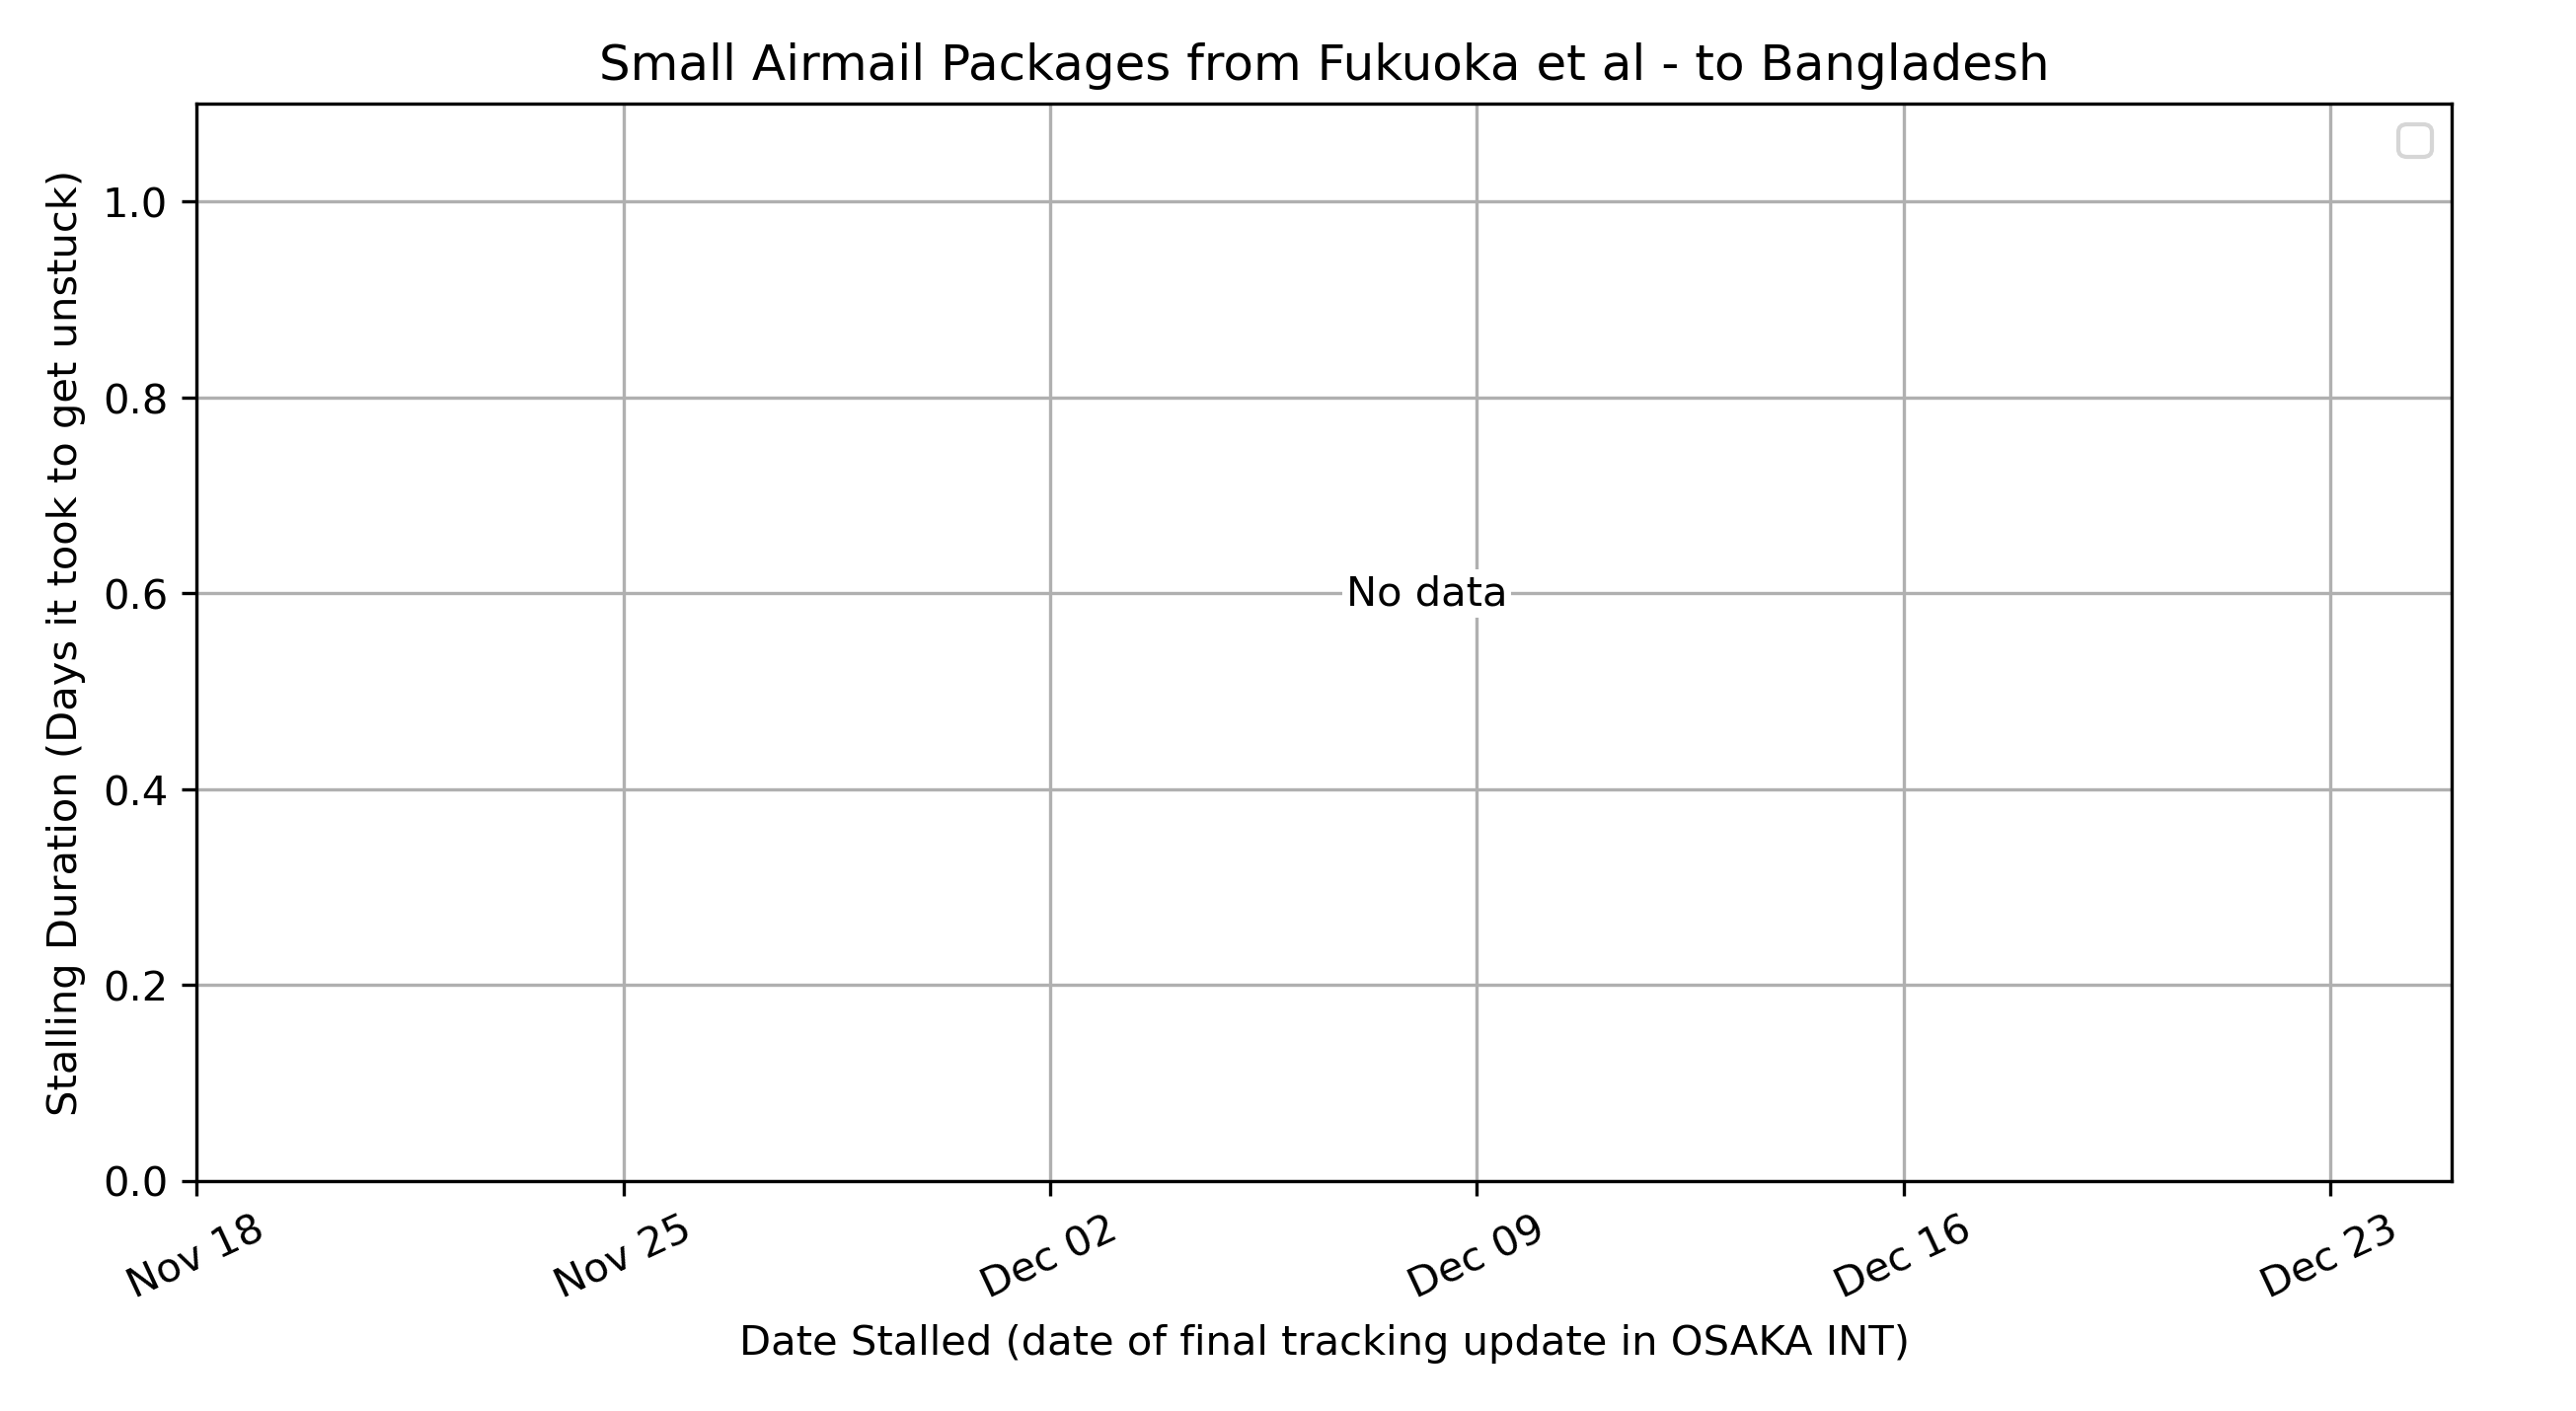 Small Airmail Packages from Fukuoka et al - to Bangladesh
Stalling Duration (Days it took to get unstuck)
1.0
0.8
0.6
0.4
0.2
0.0
No data
Nov 18
Nov 25
Dec 02
Dec 09
Dec 16
Dec 23
Date Stalled (date of final tracking update in OSAKA INT)